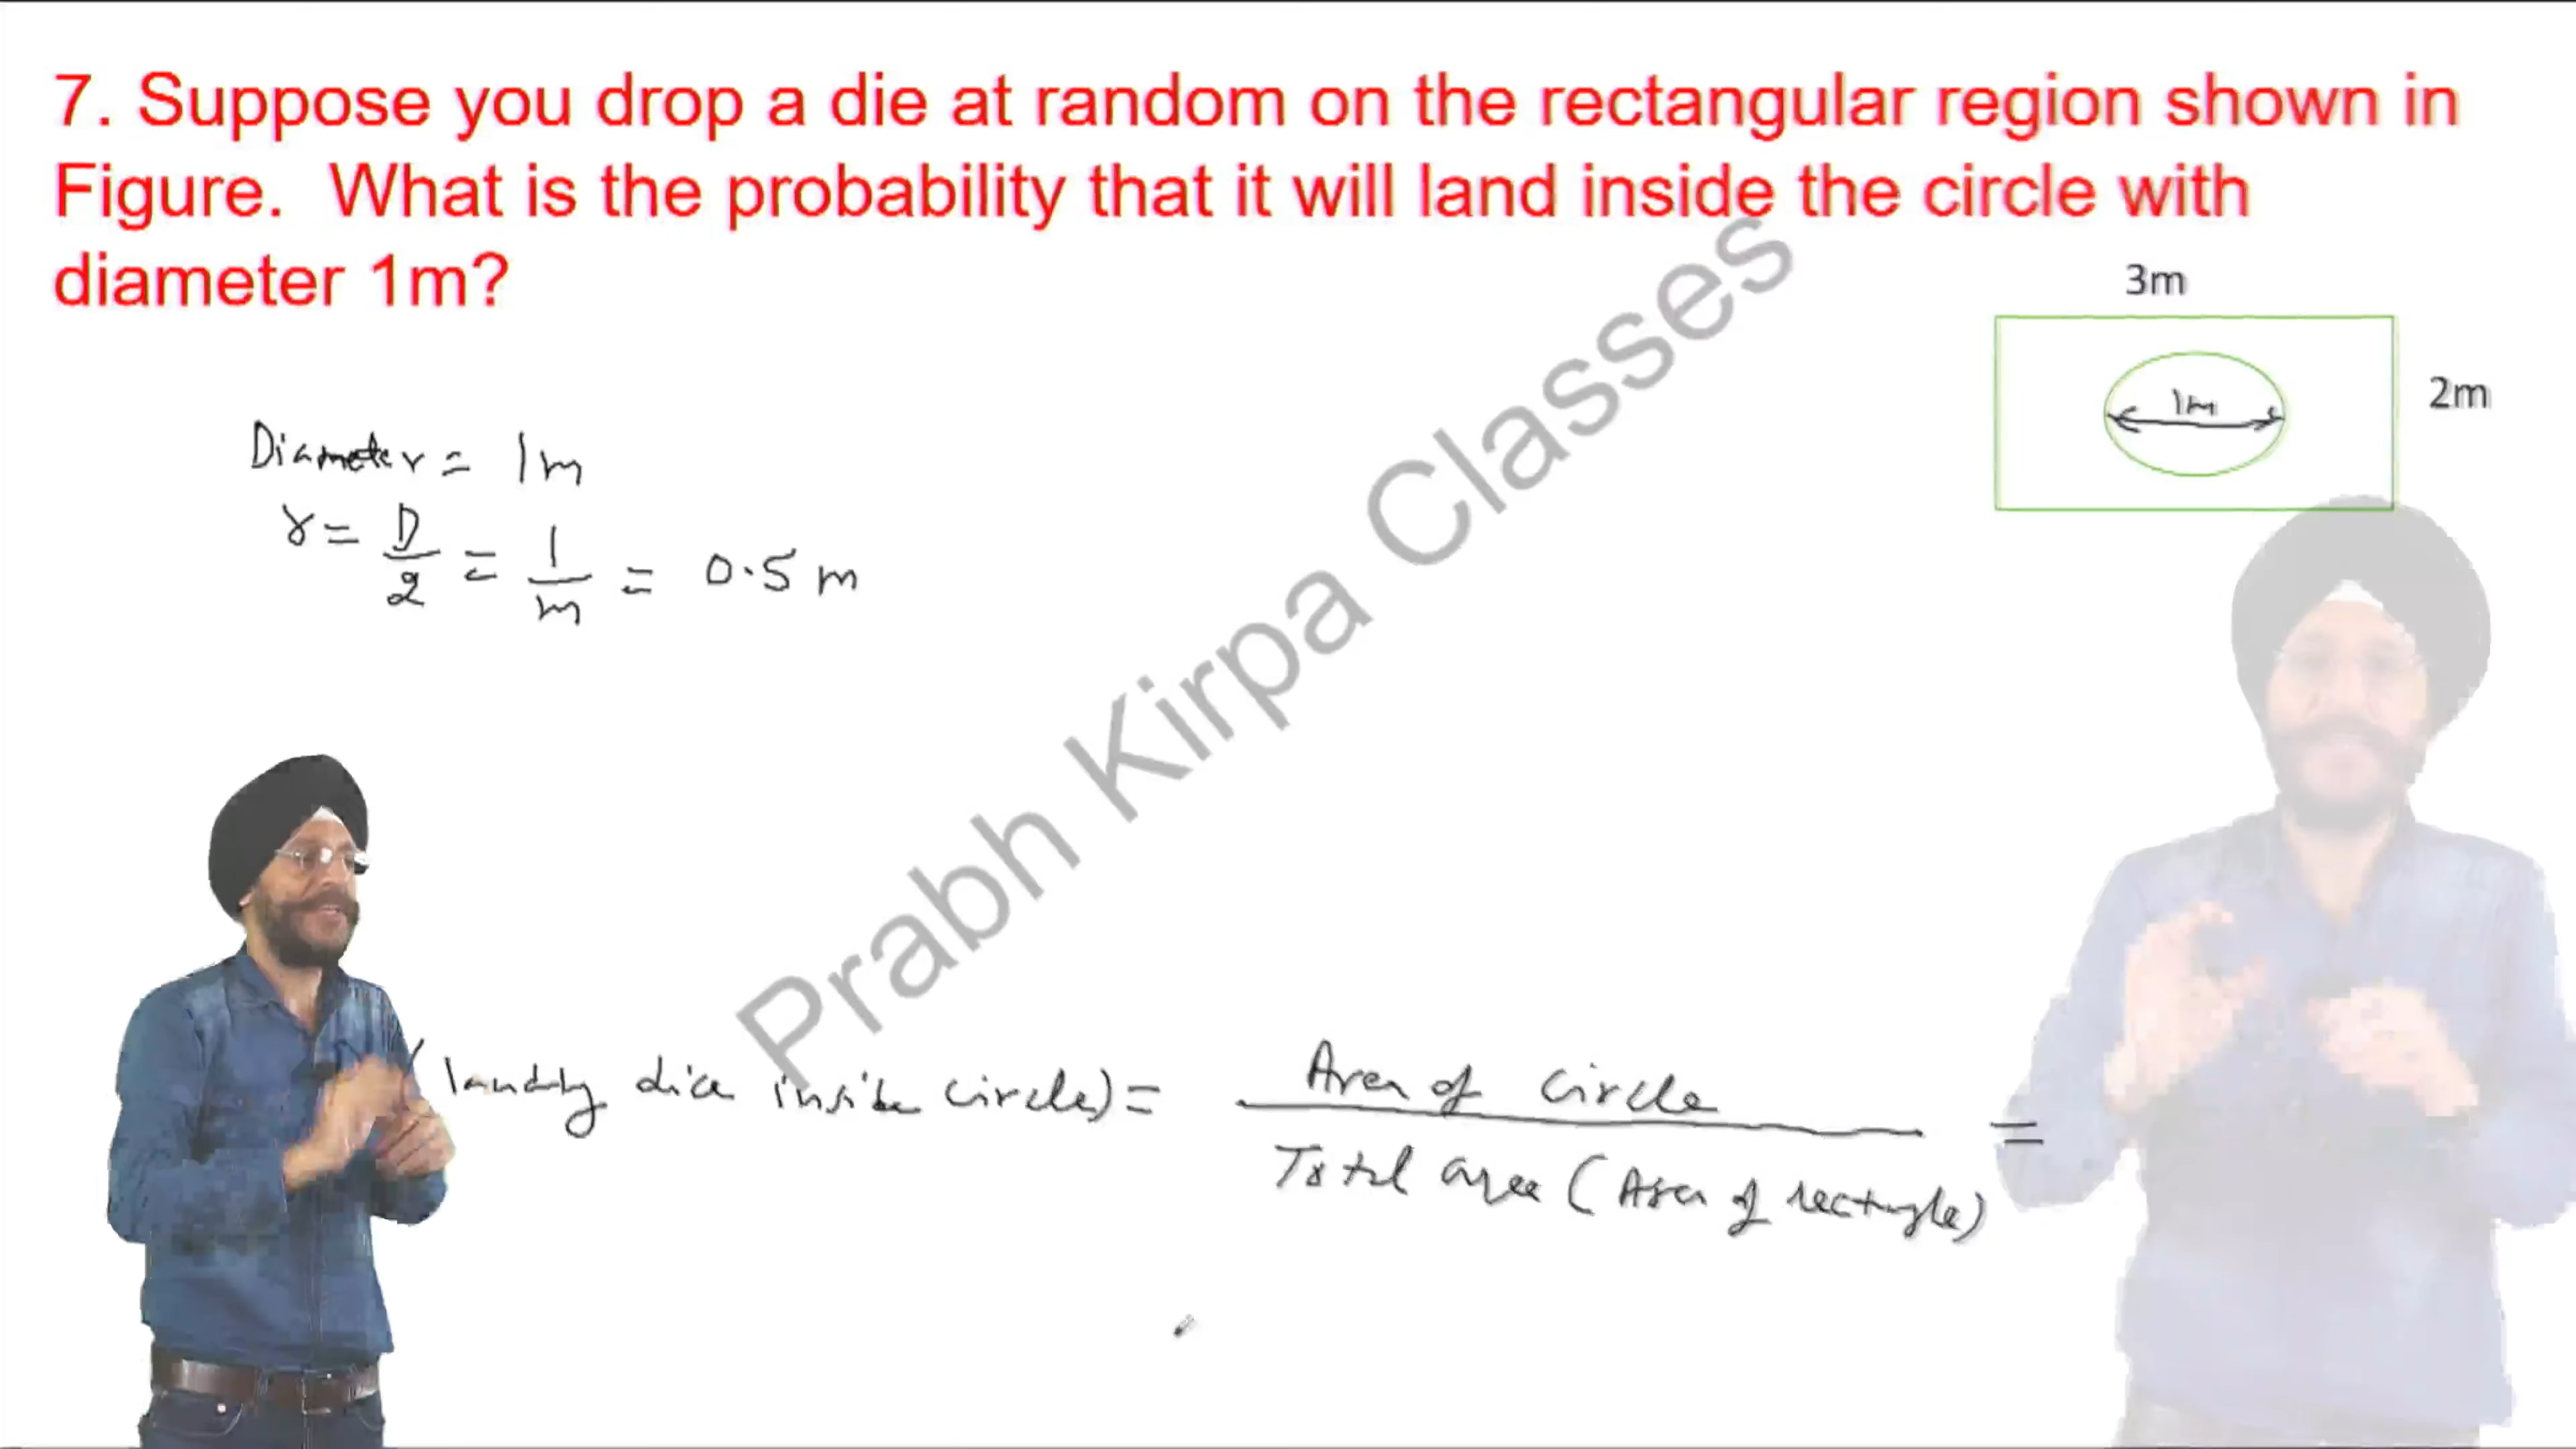 7. Suppose you drop a die at random on the rectangular region shown in
Figure. What is the probability that it will land inside the circle with
diameter 1m?
3m
1m
2m
Diameter = 1m
r = D/2 = 1/m = 0.5 m
Prabh Kirpa Classes
(landing dice inside circle) = Area of circle / Total area (Area of rectangle) =